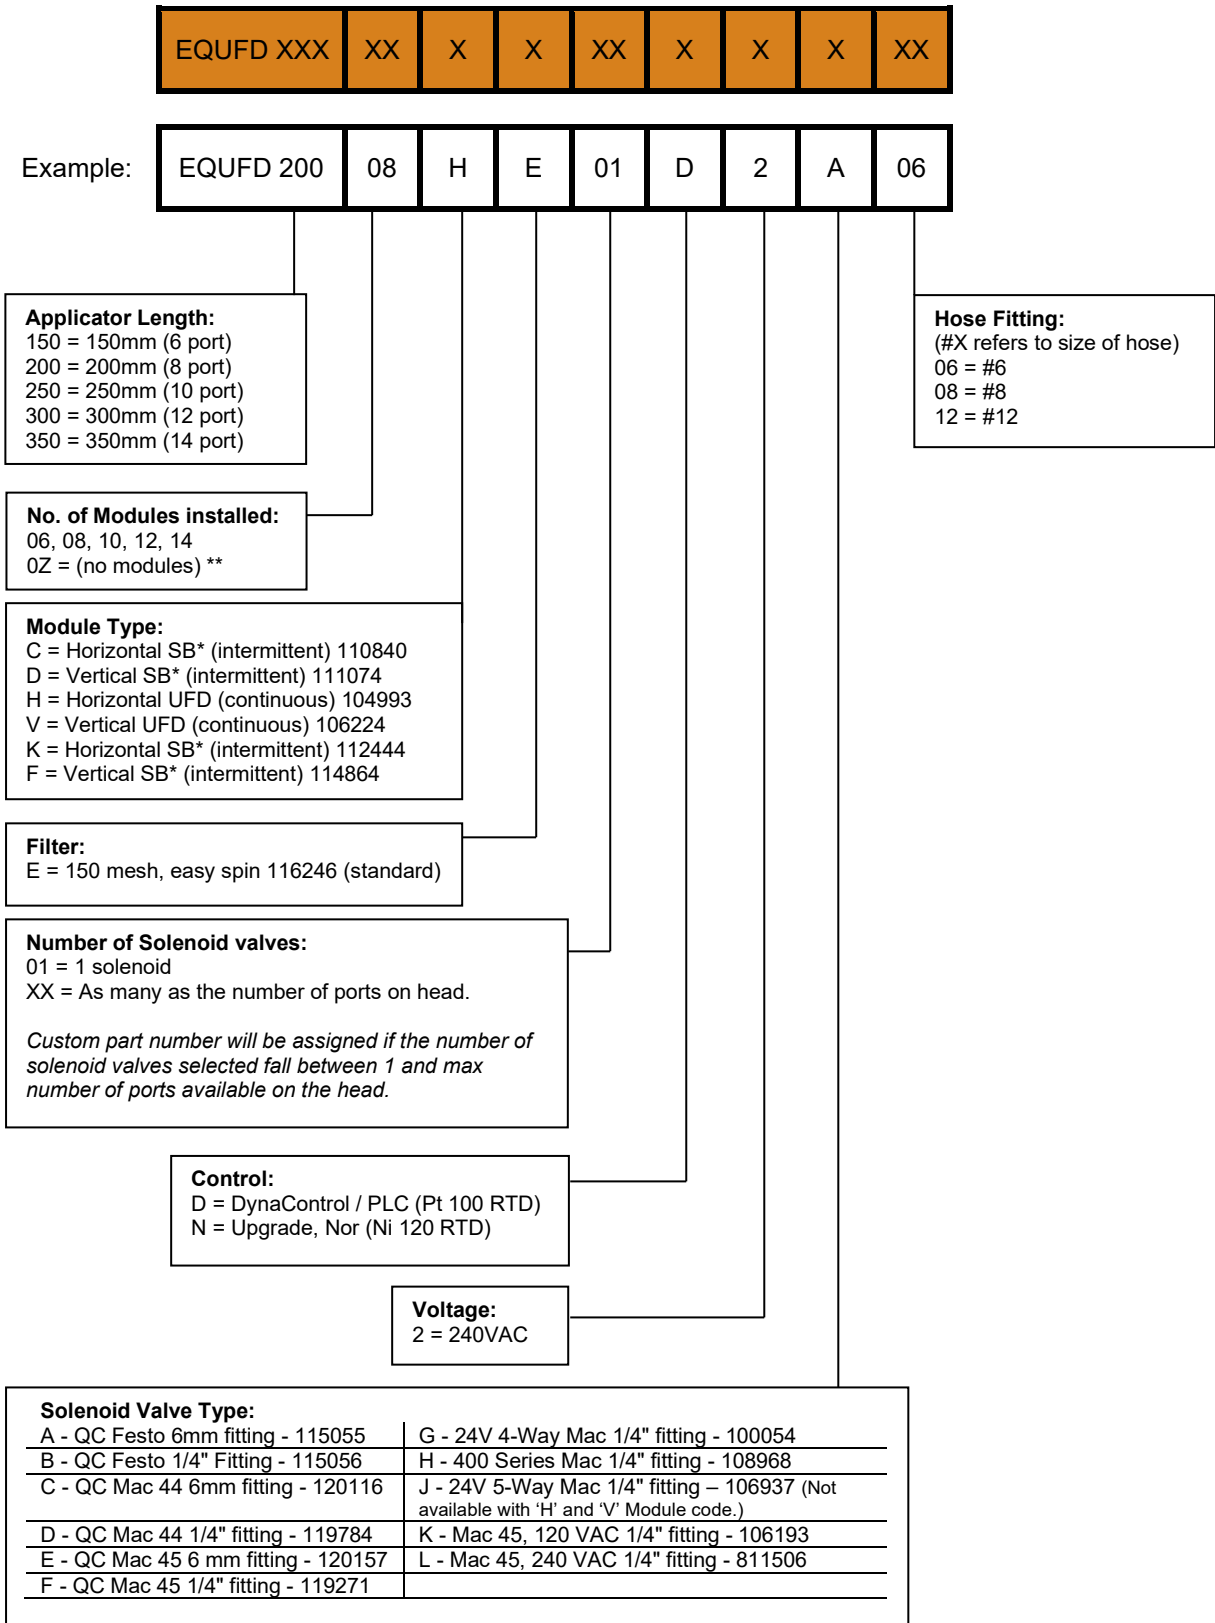 EQUFD XXX XX X X XX X X X XX
Example: EQUFD 200 08 H E 01 D 2 A 06
Applicator Length:
150 = 150mm (6 port)
200 = 200mm (8 port)
250 = 250mm (10 port)
300 = 300mm (12 port)
350 = 350mm (14 port)
Hose Fitting:
(#X refers to size of hose)
06 = #6
08 = #8
12 = #12
No. of Modules installed:
06, 08, 10, 12, 14
0Z = (no modules) **
Module Type:
C = Horizontal SB* (intermittent) 110840
D = Vertical SB* (intermittent) 111074
H = Horizontal UFD (continuous) 104993
V = Vertical UFD (continuous) 106224
K = Horizontal SB* (intermittent) 112444
F = Vertical SB* (intermittent) 114864
Filter:
E = 150 mesh, easy spin 116246 (standard)
Number of Solenoid valves:
01 = 1 solenoid
XX = As many as the number of ports on head.
Custom part number will be assigned if the number of
solenoid valves selected fall between 1 and max
number of ports available on the head.
Control:
D = DynaControl / PLC (Pt 100 RTD)
N = Upgrade, Nor (Ni 120 RTD)
Voltage:
2 = 240VAC
Solenoid Valve Type:
A - QC Festo 6mm fitting - 115055
B - QC Festo 1/4" Fitting - 115056
C - QC Mac 44 6mm fitting - 120116
D - QC Mac 44 1/4" fitting - 119784
E - QC Mac 45 6 mm fitting - 120157
F - QC Mac 45 1/4" fitting - 119271
G - 24V 4-Way Mac 1/4" fitting - 100054
H - 400 Series Mac 1/4" fitting - 108968
J - 24V 5-Way Mac 1/4" fitting – 106937 (Not
available with ‘H’ and ‘V’ Module code.)
K - Mac 45, 120 VAC 1/4" fitting - 106193
L - Mac 45, 240 VAC 1/4" fitting - 811506